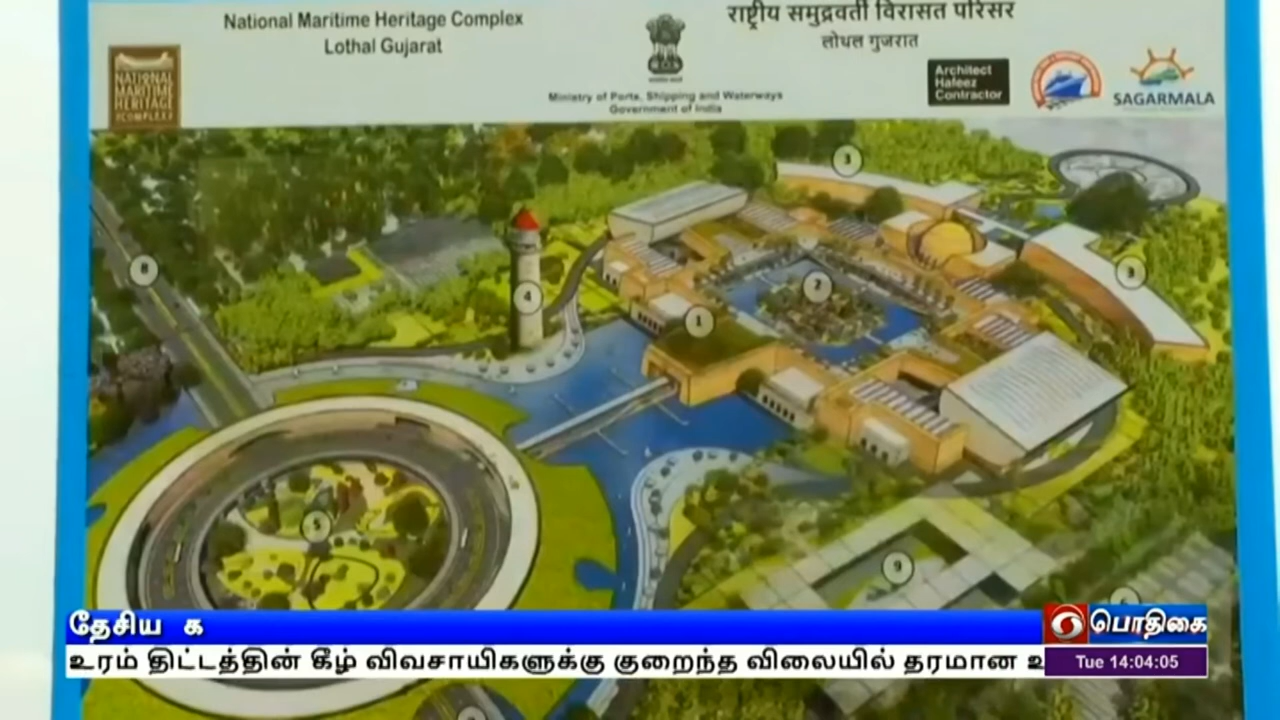 National Maritime Heritage Complex
Lothal Gujarat
राष्ट्रीय समुद्रवर्ती विरासत परिसर
लोथल गुजरात
NATIONAL
MARITIME
HERITAGE
COMPLEX
Ministry of Ports, Shipping and Waterways
Government of India
Architect
Hafeez
Contractor
SAGARMALA
3
8
4
1
2
3
5
9
தேசிய க
பொதிகை
உரம் திட்டத்தின் கீழ் விவசாயிகளுக்கு குறைந்த விலையில் தரமான உ
Tue 14:04:05